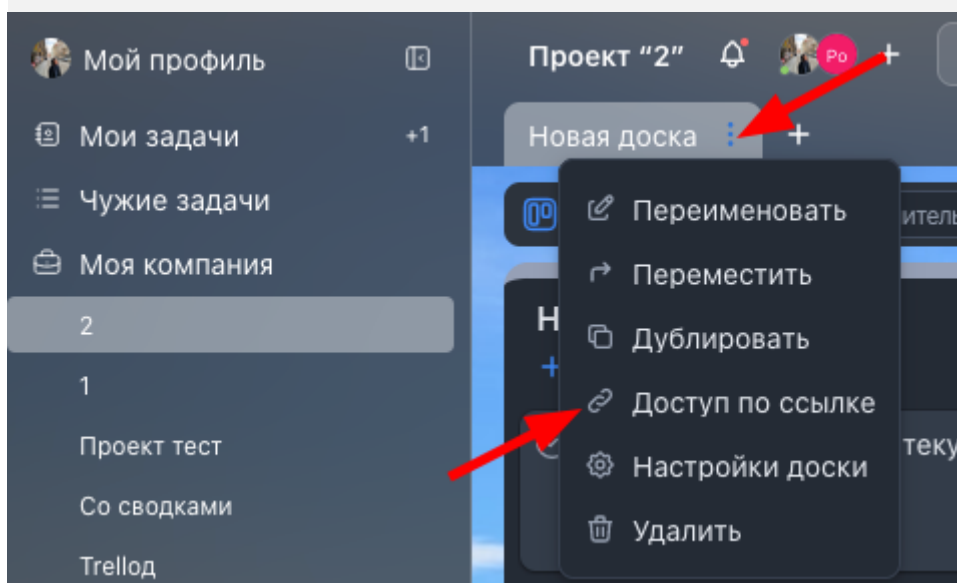 Мой профиль
Мои задачи +1
Чужие задачи
Моя компания
2
1
Проект тест
Со сводками
Trelloд
Проект “2” Po +
Новая доска +
Переименовать
Переместить
Дублировать
Доступ по ссылке
Настройки доски
Удалить